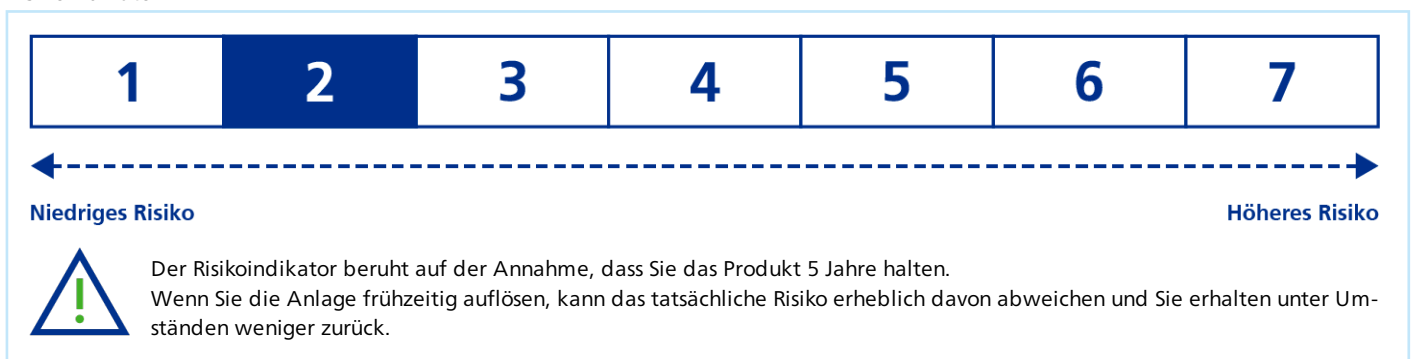 1 2 3 4 5 6 7
Niedriges Risiko Höheres Risiko
Der Risikoindikator beruht auf der Annahme, dass Sie das Produkt 5 Jahre halten.
Wenn Sie die Anlage frühzeitig auflösen, kann das tatsächliche Risiko erheblich davon abweichen und Sie erhalten unter Um-
ständen weniger zurück.